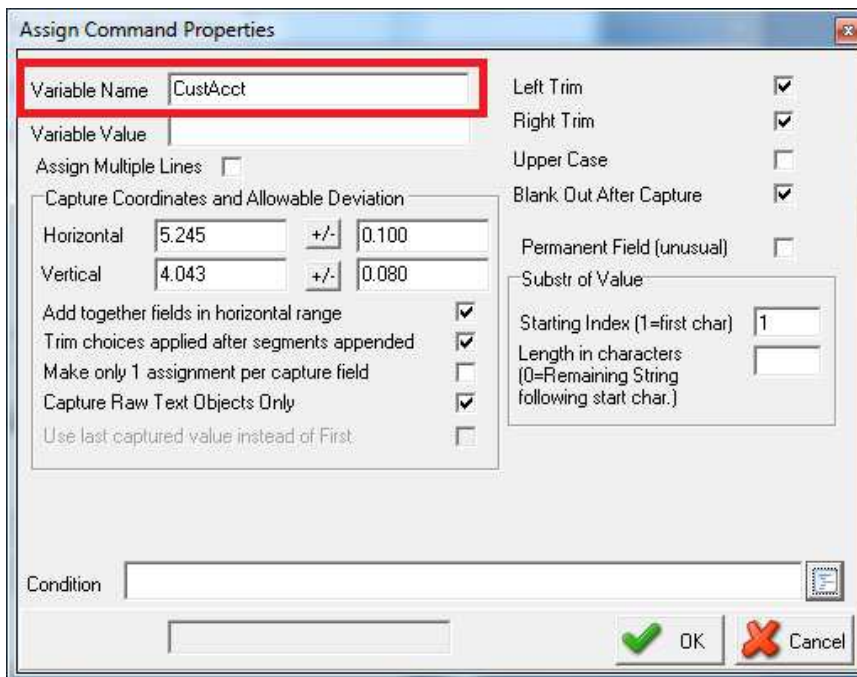 Assign Command Properties
Variable Name CustAcct
Variable Value
Assign Multiple Lines
Capture Coordinates and Allowable Deviation
Horizontal 5.245 +/- 0.100
Vertical 4.043 +/- 0.080
Add together fields in horizontal range
Trim choices applied after segments appended
Make only 1 assignment per capture field
Capture Raw Text Objects Only
Use last captured value instead of First
Left Trim
Right Trim
Upper Case
Blank Out After Capture
Permanent Field (unusual)
Substr of Value
Starting Index (1=first char) 1
Length in characters
(0=Remaining String
following start char.)
Condition
OK Cancel